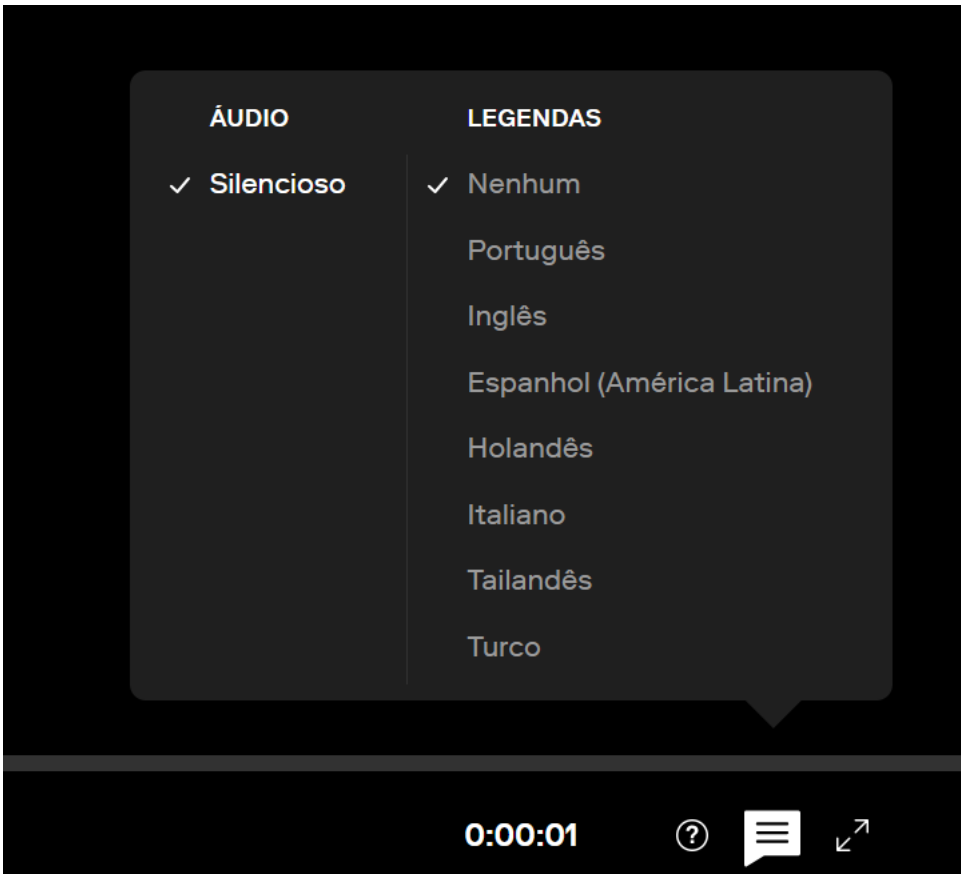 ÁUDIO
Silencioso
LEGENDAS
Nenhum
Português
Inglês
Espanhol (América Latina)
Holandês
Italiano
Tailandês
Turco
0:00:01
?